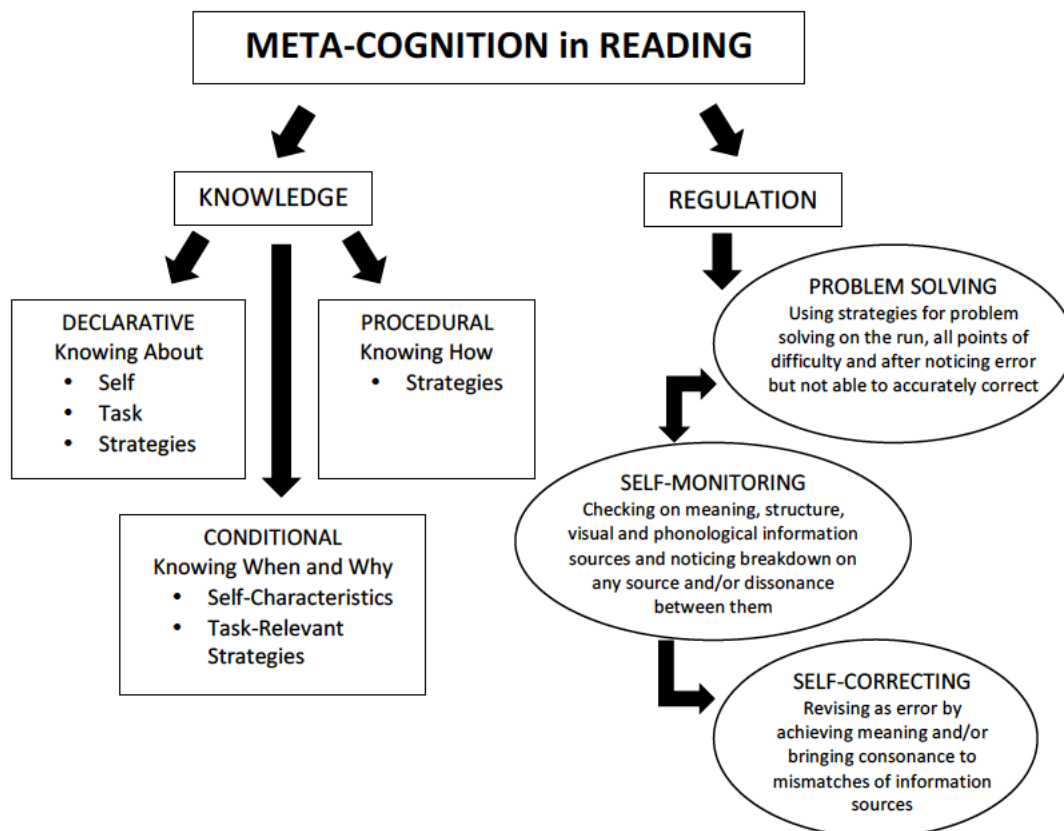 META-COGNITION in READING
KNOWLEDGE
REGULATION
DECLARATIVE
Knowing About
• Self
• Task
• Strategies
PROCEDURAL
Knowing How
• Strategies
CONDITIONAL
Knowing When and Why
• Self-Characteristics
• Task-Relevant
Strategies
PROBLEM SOLVING
Using strategies for problem
solving on the run, all points of
difficulty and after noticing error
but not able to accurately correct
SELF-MONITORING
Checking on meaning, structure,
visual and phonological information
sources and noticing breakdown on
any source and/or dissonance
between them
SELF-CORRECTING
Revising as error by
achieving meaning and/or
bringing consonance to
mismatches of information
sources